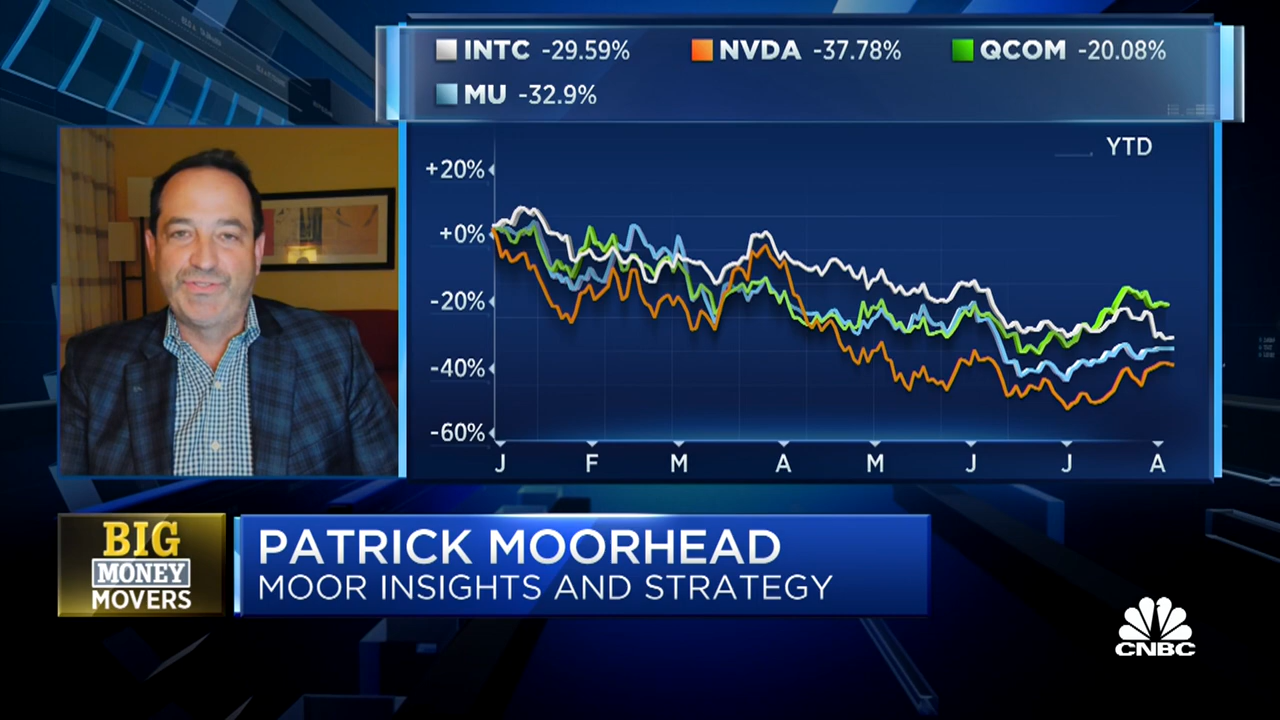 INTC -29.59% NVDA -37.78% QCOM -20.08%
MU -32.9%
YTD
+20%
+0%
-20%
-40%
-60%
J F M A M J J A
BIG
MONEY
MOVERS
PATRICK MOORHEAD
MOOR INSIGHTS AND STRATEGY
CNBC